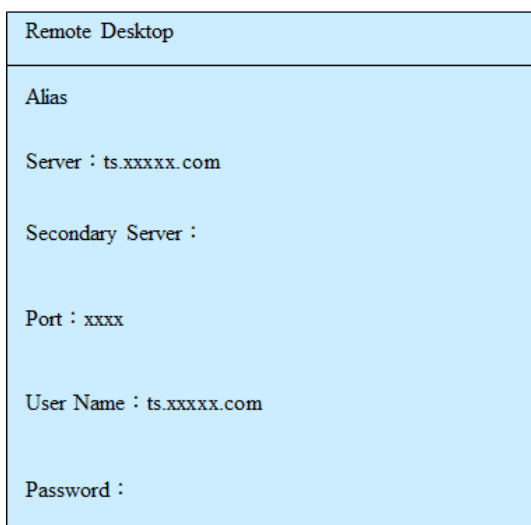 Remote Desktop
Alias
Server：ts.xxxxx.com
Secondary Server：
Port：xxxx
User Name：ts.xxxxx.com
Password：